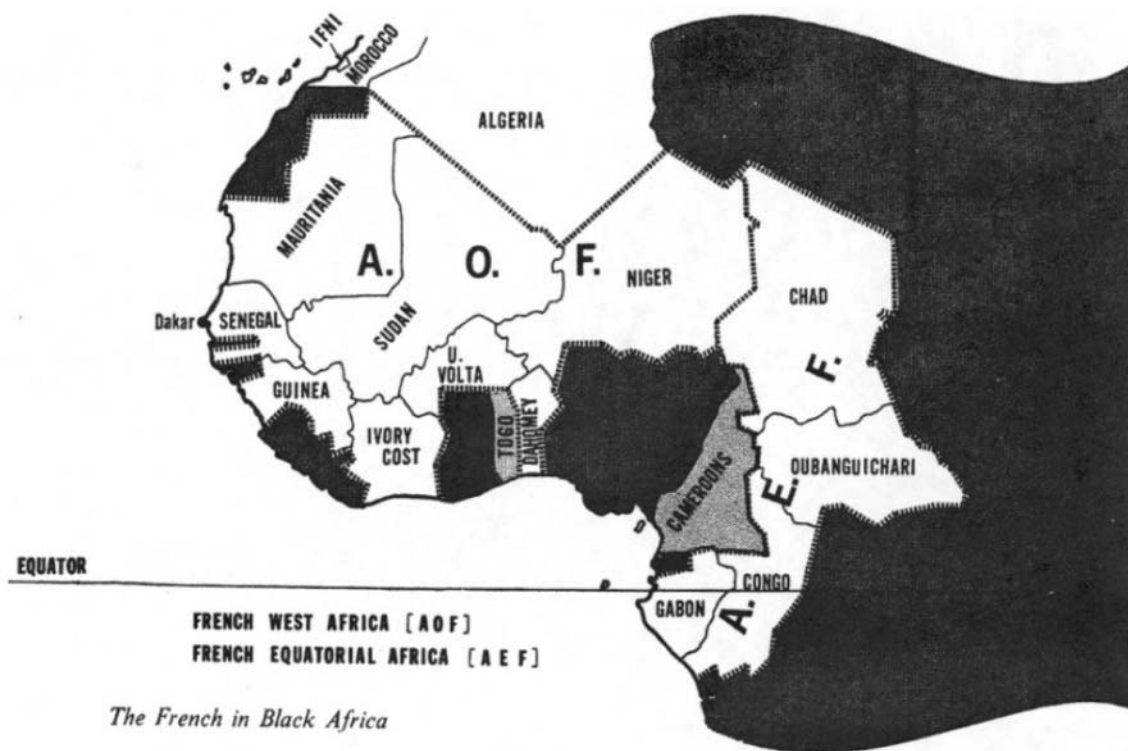 IFNI
MOROCCO
ALGERIA
MAURITANIA
A. O. F.
NIGER
CHAD
Dakar
SENEGAL
SUDAN
U.
VOLTA
F.
GUINEA
IVORY
COST
TOGO
DAHOMEY
CAMEROONS
E.
OUBANGUICHARI
EQUATOR
CONGO
GABON
A.
FRENCH WEST AFRICA [AOF]
FRENCH EQUATORIAL AFRICA [AEF]
The French in Black Africa